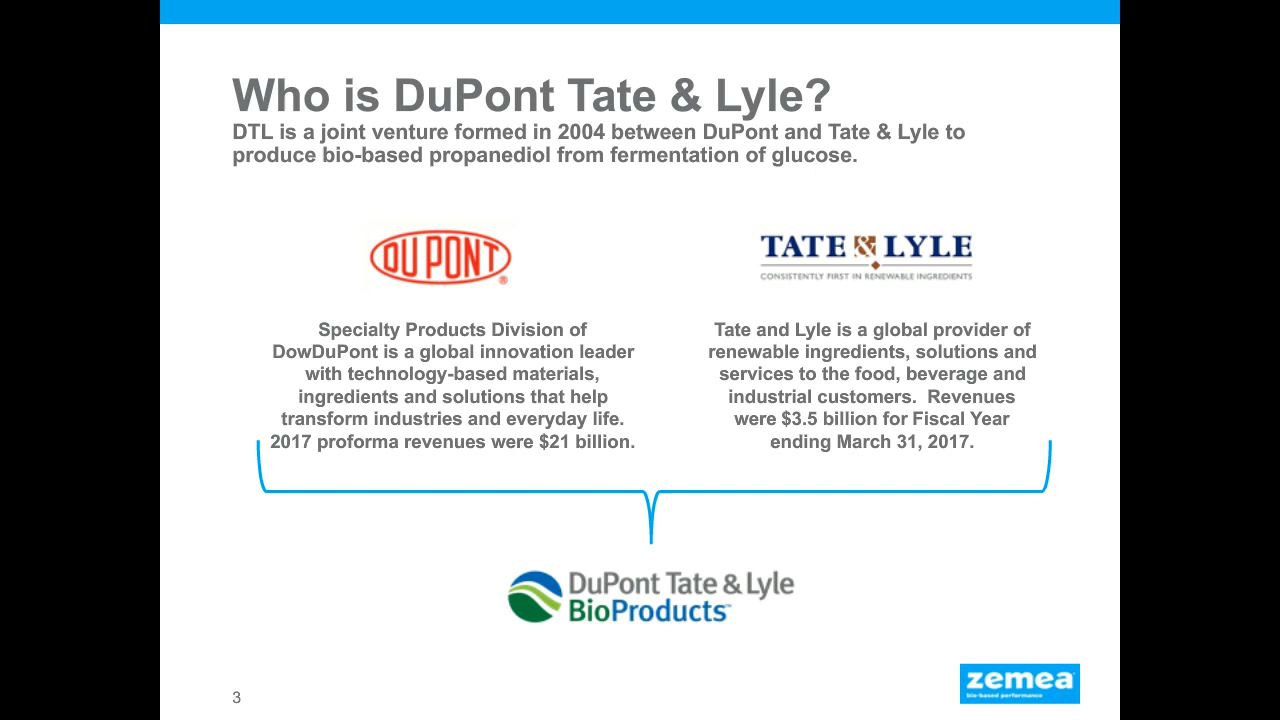 Who is DuPont Tate & Lyle?
DTL is a joint venture formed in 2004 between DuPont and Tate & Lyle to
produce bio-based propanediol from fermentation of glucose.
DU PONT®
TATE & LYLE
CONSISTENTLY FIRST IN RENEWABLE INGREDIENTS
Specialty Products Division of
DowDuPont is a global innovation leader
with technology-based materials,
ingredients and solutions that help
transform industries and everyday life.
2017 proforma revenues were $21 billion.
Tate and Lyle is a global provider of
renewable ingredients, solutions and
services to the food, beverage and
industrial customers.  Revenues
were $3.5 billion for Fiscal Year
ending March 31, 2017.
DuPont Tate & Lyle
BioProducts™
3
zemea
bio-based performance